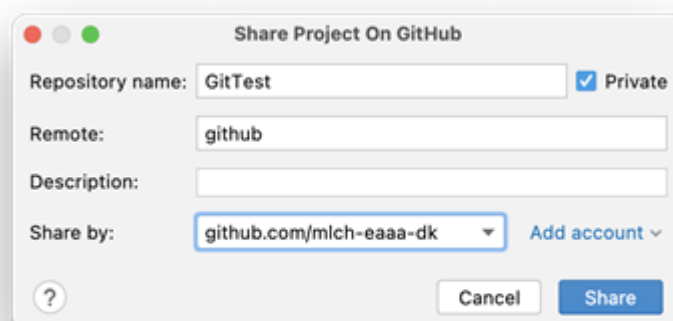 Share Project On GitHub
Repository name: GitTest Private
Remote: github
Description:
Share by: github.com/mlch-eaaa-dk Add account
? Cancel Share